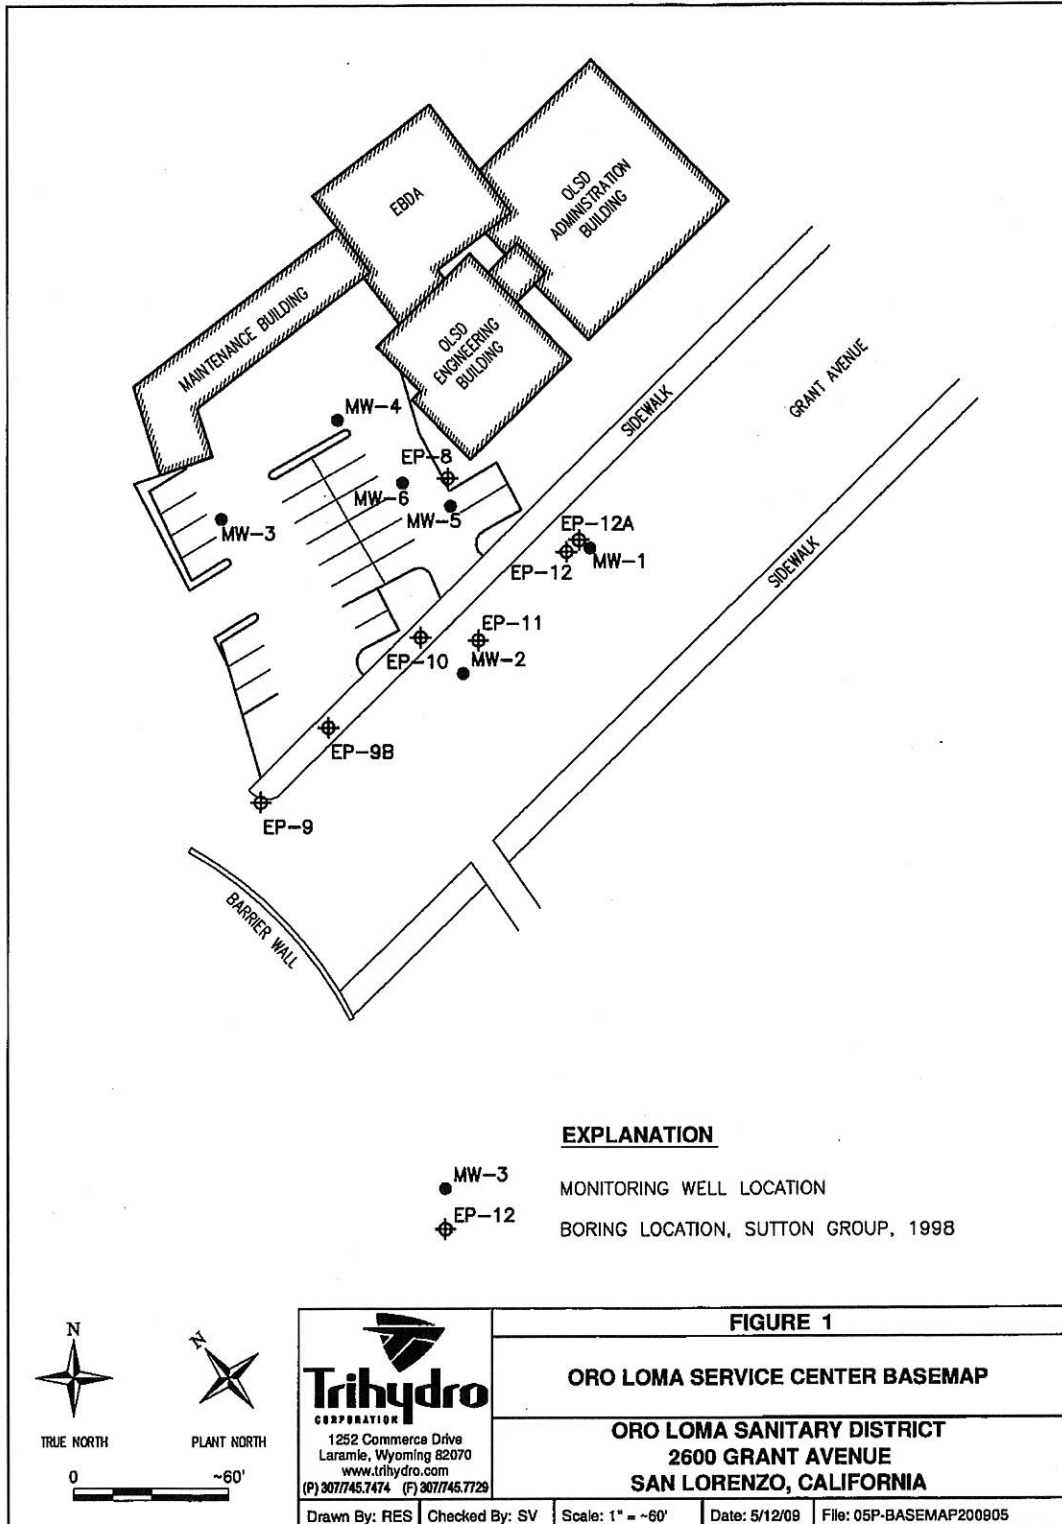 EBDA
OLSD
ADMINISTRATION
BUILDING
MAINTENANCE BUILDING
OLSD
ENGINEERING
BUILDING
SIDEWALK
GRANT AVENUE
MW-4
EP-8
MW-6
MW-5
MW-3
EP-12A
EP-12
MW-1
SIDEWALK
EP-11
EP-10
MW-2
EP-9B
EP-9
BARRIER WALL
EXPLANATION
MW-3
MONITORING WELL LOCATION
EP-12
BORING LOCATION, SUTTON GROUP, 1998
N
TRUE NORTH
N
PLANT NORTH
0 ~60'
Trihydro
CORPORATION
1252 Commerce Drive
Laramie, Wyoming 82070
www.trihydro.com
(P) 307/745.7474 (F) 307/745.7729
FIGURE 1
ORO LOMA SERVICE CENTER BASEMAP
ORO LOMA SANITARY DISTRICT
2600 GRANT AVENUE
SAN LORENZO, CALIFORNIA
Drawn By: RES
Checked By: SV
Scale: 1" = ~60'
Date: 5/12/09
File: 05P-BASEMAP200905